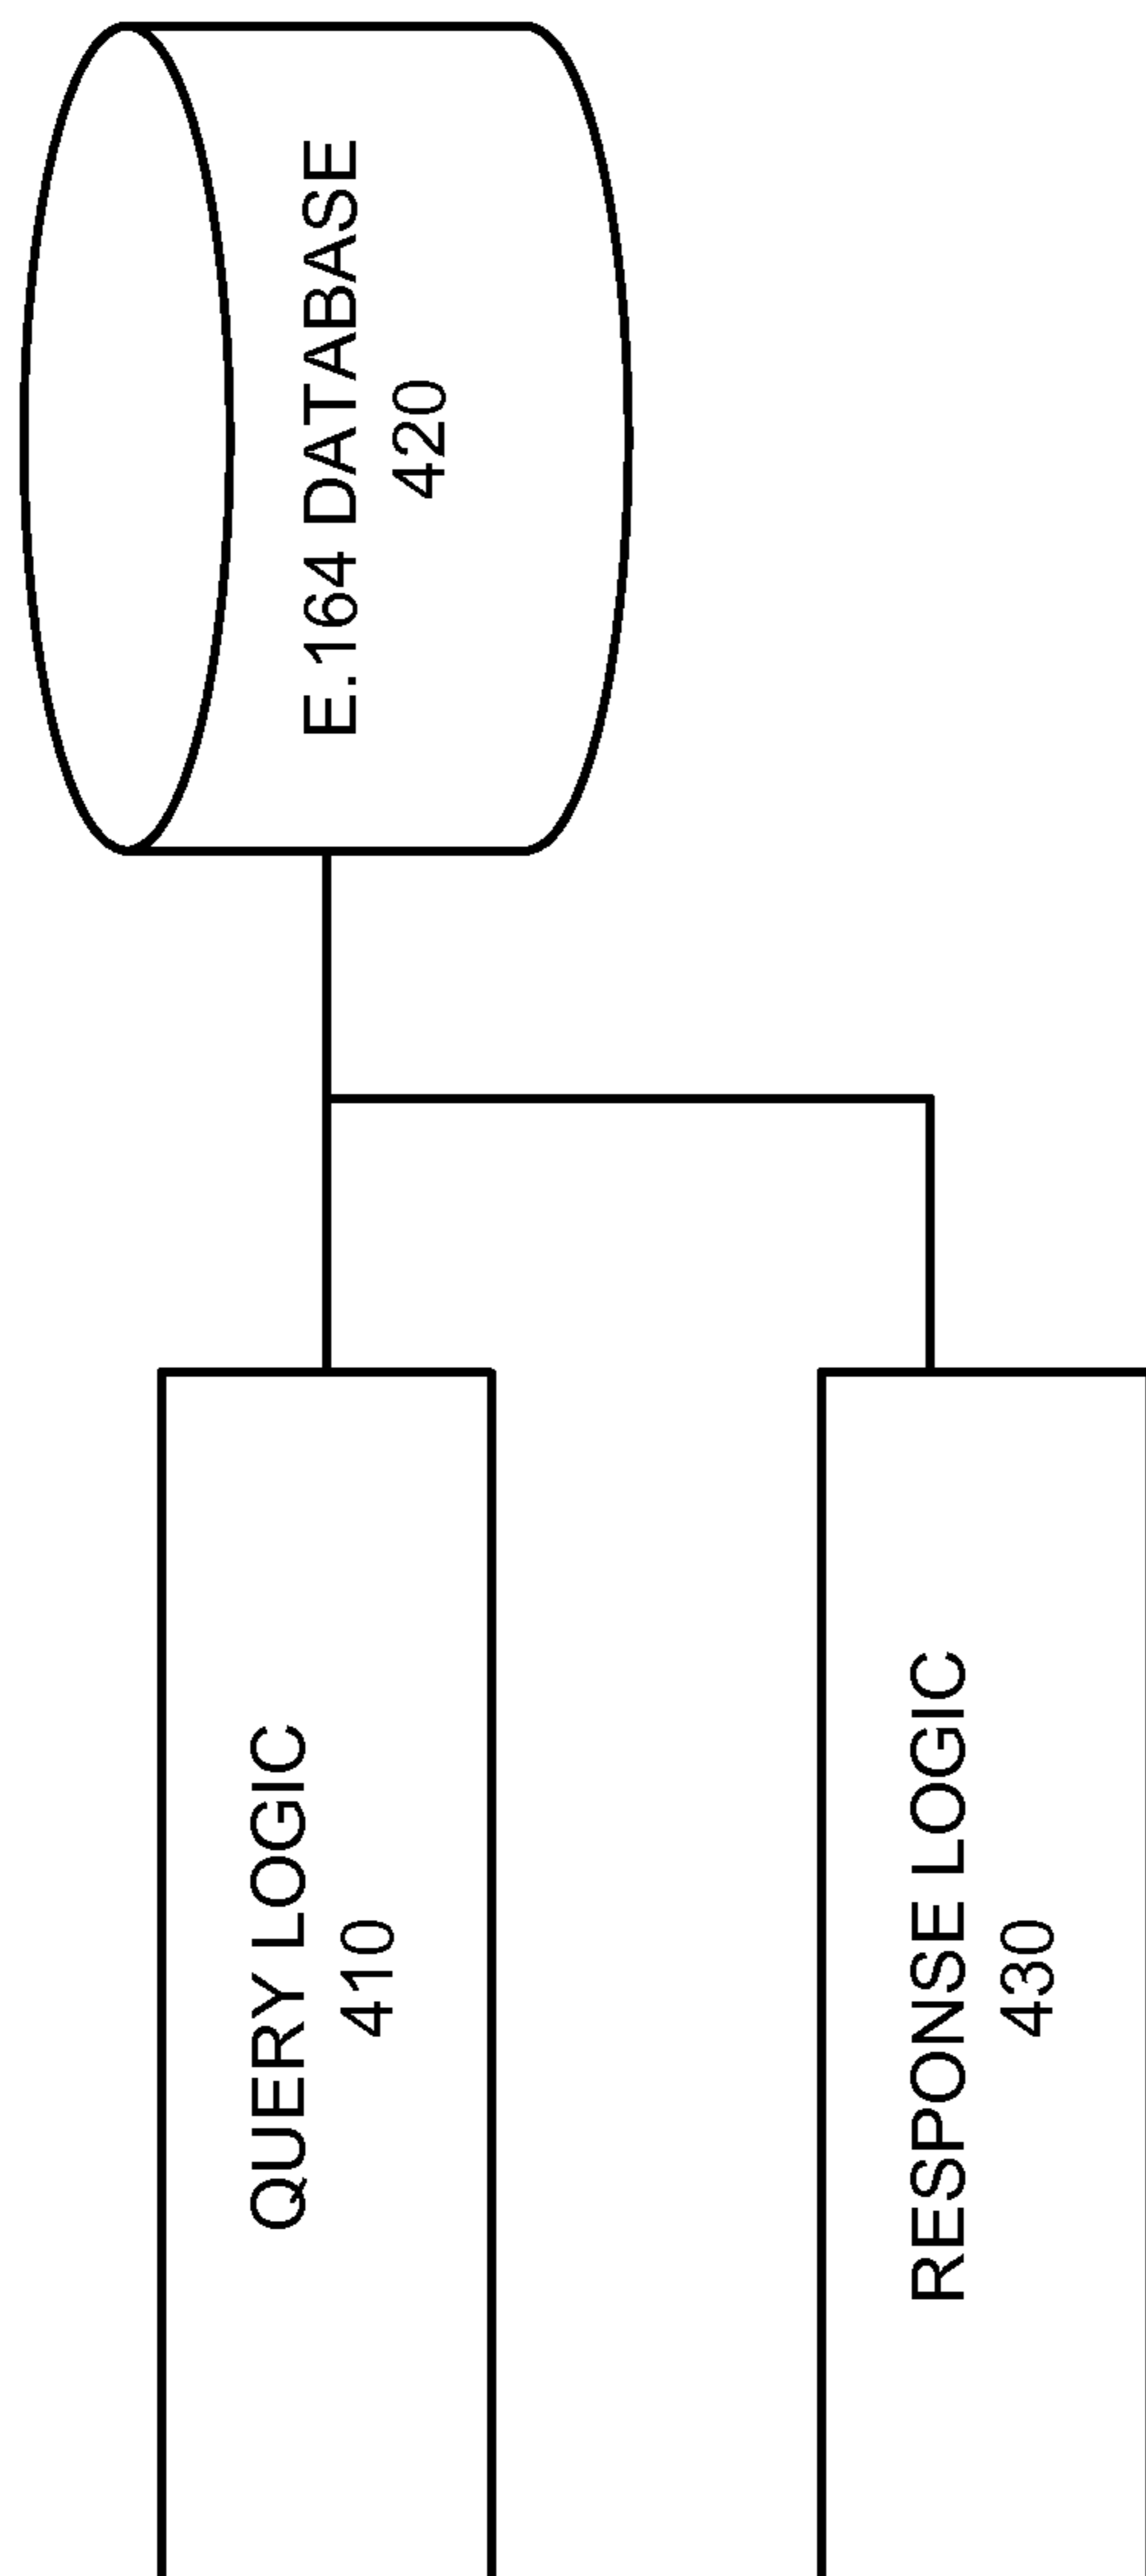 QUERY LOGIC
410
E.164 DATABASE
420
RESPONSE LOGIC
430